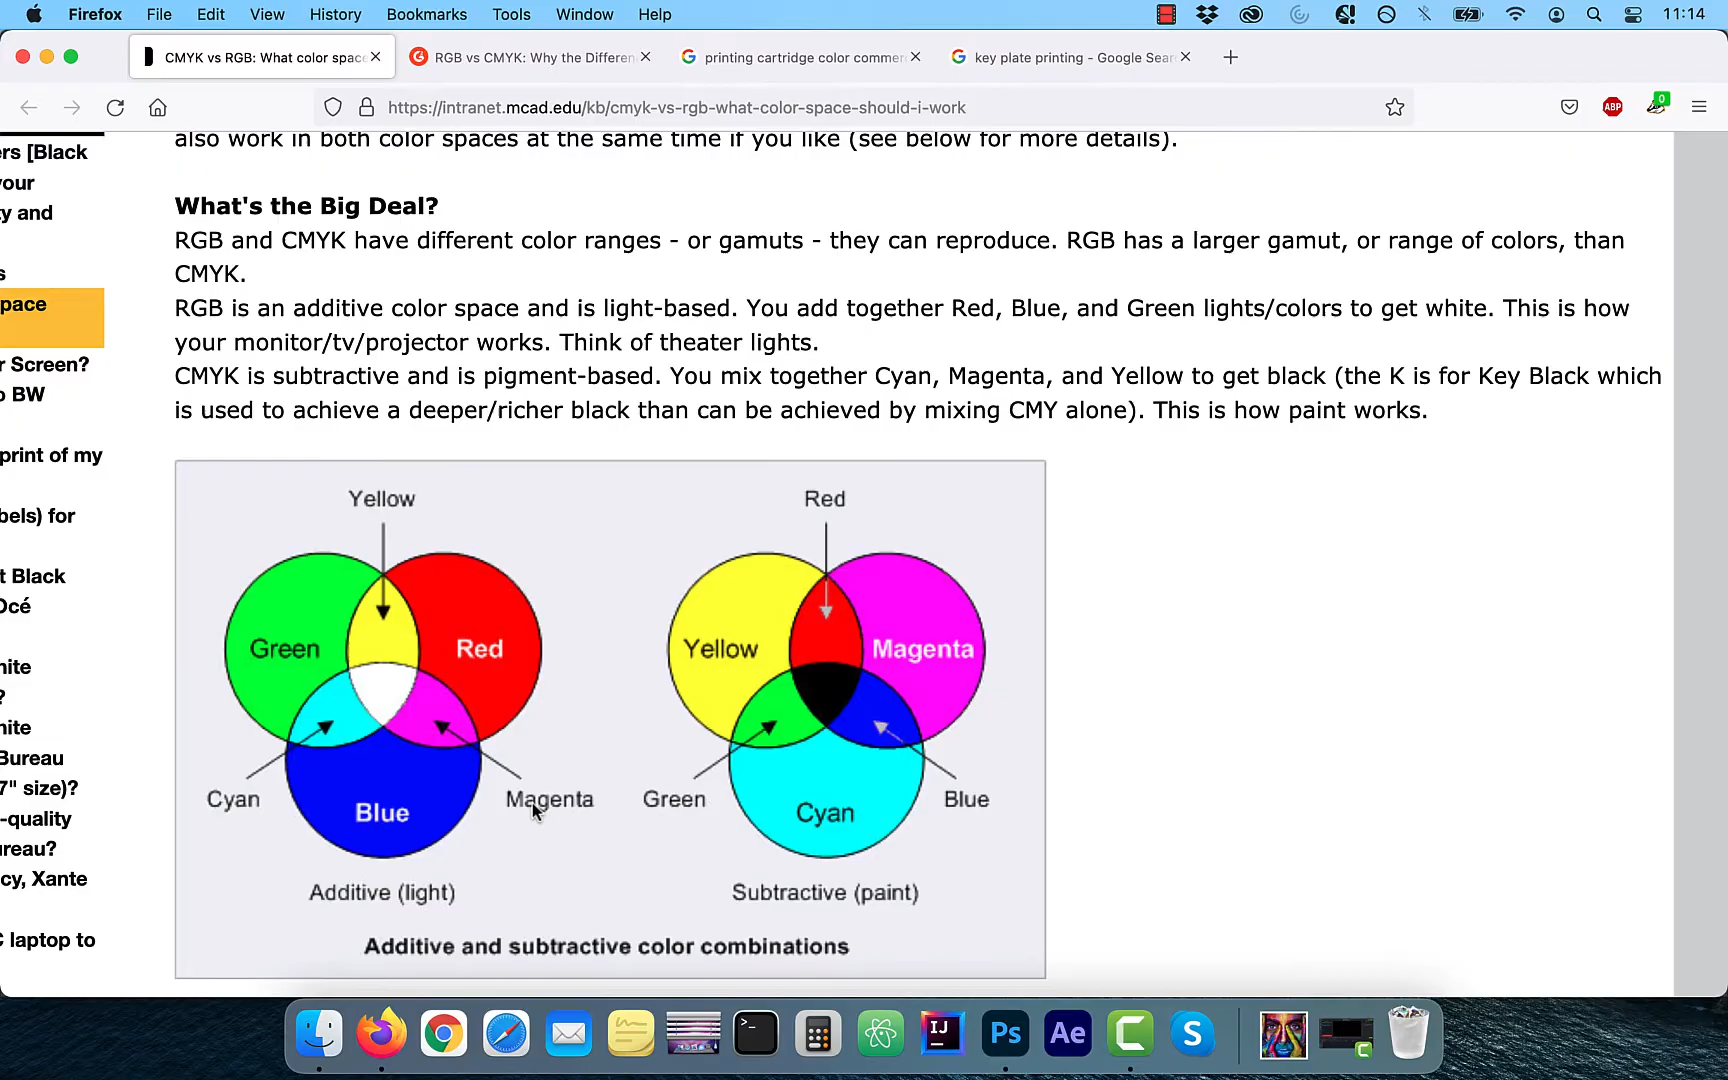 Firefox File Edit View History Bookmarks Tools Window Help 11:14
CMYK vs RGB: What color space RGB vs CMYK: Why the Differen printing cartridge color commer key plate printing - Google Sear
https://intranet.mcad.edu/kb/cmyk-vs-rgb-what-color-space-should-i-work ABP 0
also work in both color spaces at the same time if you like (see below for more details).
What's the Big Deal?
RGB and CMYK have different color ranges - or gamuts - they can reproduce. RGB has a larger gamut, or range of colors, than
CMYK.
RGB is an additive color space and is light-based. You add together Red, Blue, and Green lights/colors to get white. This is how
your monitor/tv/projector works. Think of theater lights.
CMYK is subtractive and is pigment-based. You mix together Cyan, Magenta, and Yellow to get black (the K is for Key Black which
is used to achieve a deeper/richer black than can be achieved by mixing CMY alone). This is how paint works.
ers [Black
your
ty and
s
pace
r Screen?
o BW
print of my
bels) for
t Black
Océ
nite
?
nite
Bureau
7" size)?
-quality
ureau?
cy, Xante
C laptop to
Yellow Red
Green Red Yellow Magenta
Cyan Blue Magenta Green Cyan Blue
Additive (light) Subtractive (paint)
Additive and subtractive color combinations
>_ IJ Ps Ae C S C